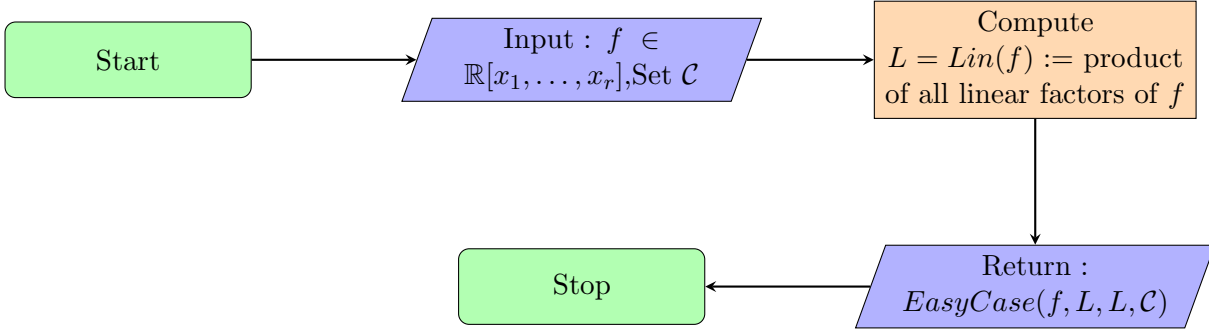 Start
Input : f ∈
ℝ[x₁, . . . , xᵣ],Set 𝒞
Compute
L = Lin(f) := product
of all linear factors of f
Return :
EasyCase(f, L, L, 𝒞)
Stop